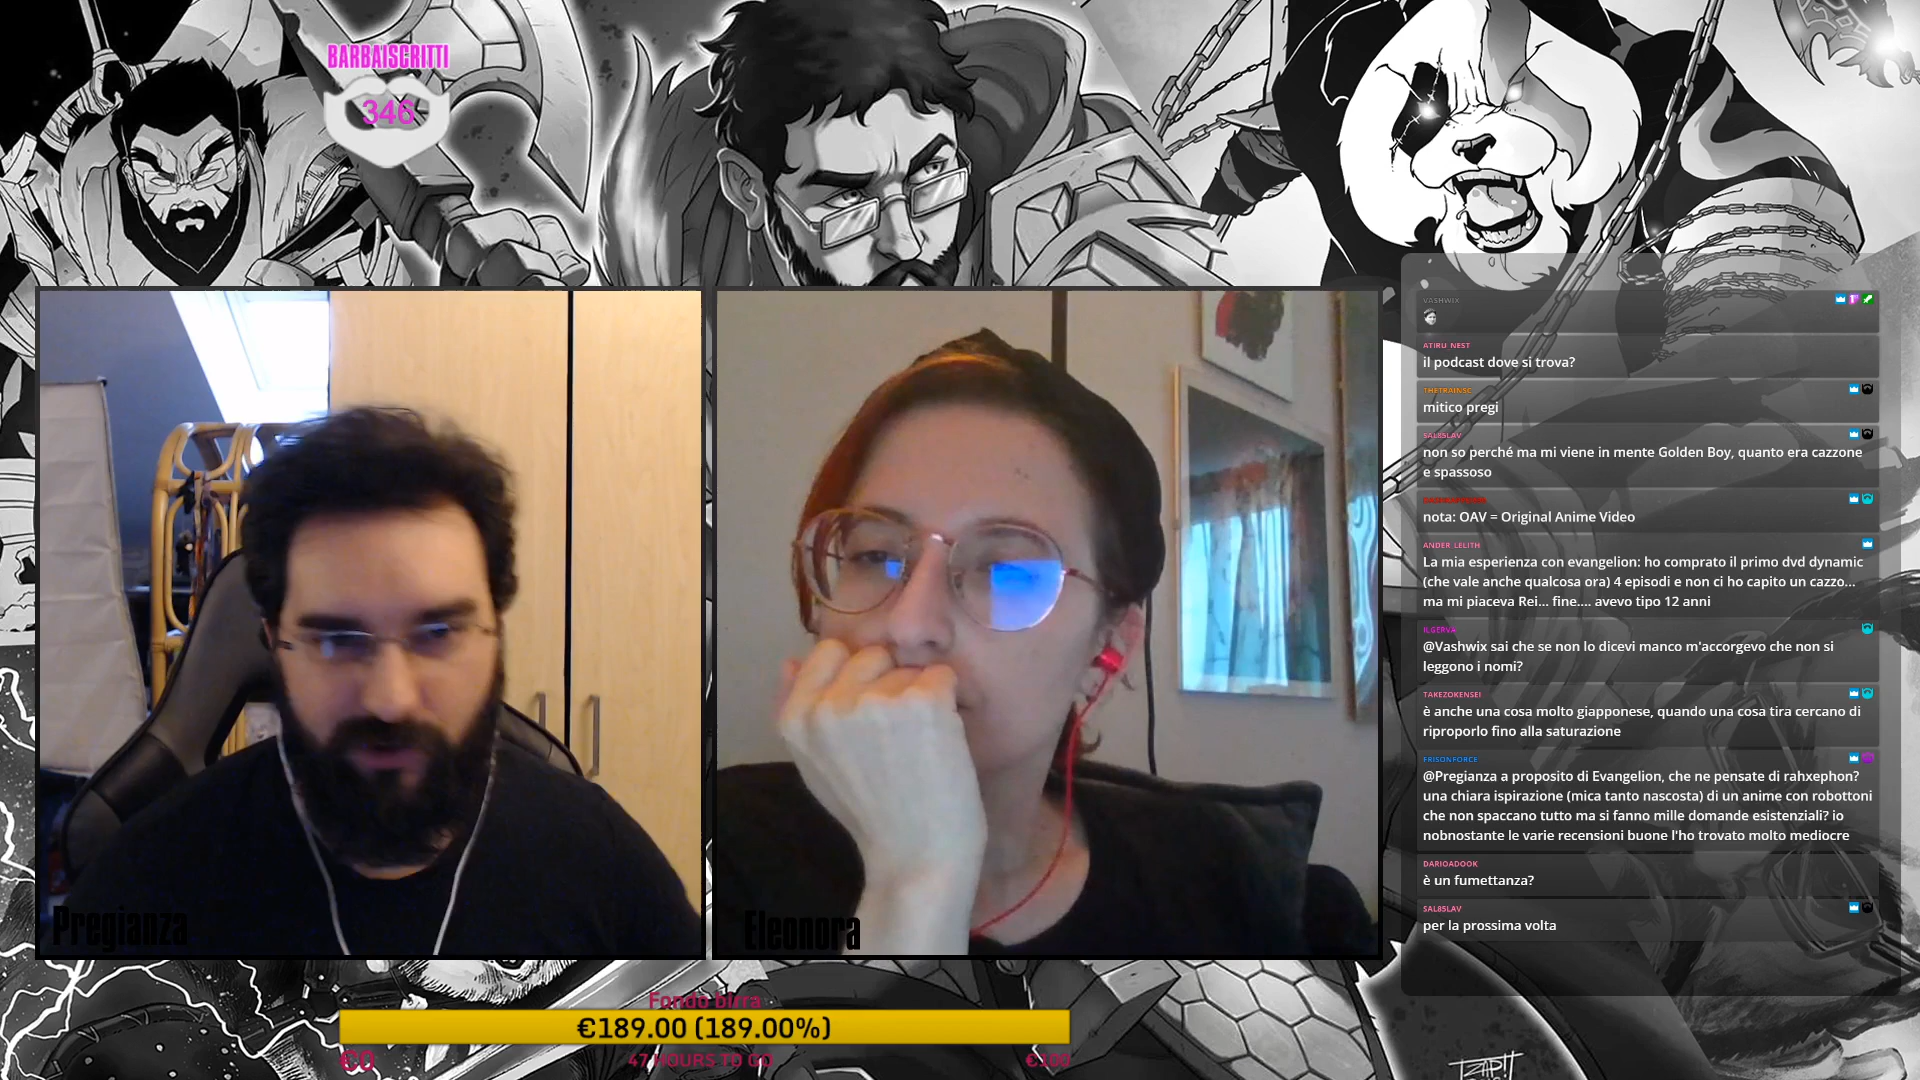 BARBAISCRITTI
346
VASHWIX
ATIRU_NEST
il podcast dove si trova?
THETRAINSC
mitico pregi
SAL8SLAV
non so perché ma mi viene in mente Golden Boy, quanto era cazzone
e spassoso
nota: OAV = Original Anime Video
ANDER_LELITH
La mia esperienza con evangelion: ho comprato il primo dvd dynamic
(che vale anche qualcosa ora) 4 episodi e non ci ho capito un cazzo...
ma mi piaceva Rei... fine.... avevo tipo 12 anni
ILGERVA
@Vashwix sai che se non lo dicevi manco m'accorgevo che non si
leggono i nomi?
TAKEZOKENSEI
è anche una cosa molto giapponese, quando una cosa tira cercano di
riproporlo fino alla saturazione
FRISONFORCE
@Pregianza a proposito di Evangelion, che ne pensate di rahxephon?
una chiara ispirazione (mica tanto nascosta) di un anime con robottoni
che non spaccano tutto ma si fanno mille domande esistenziali? io
nobnostante le varie recensioni buone l'ho trovato molto mediocre
DARIOADOOK
è un fumettanza?
SAL8SLAV
per la prossima volta
Pregianza
Eleonora
Fondo birra
€189.00 (189.00%)
€0
47 HOURS TO GO
€100